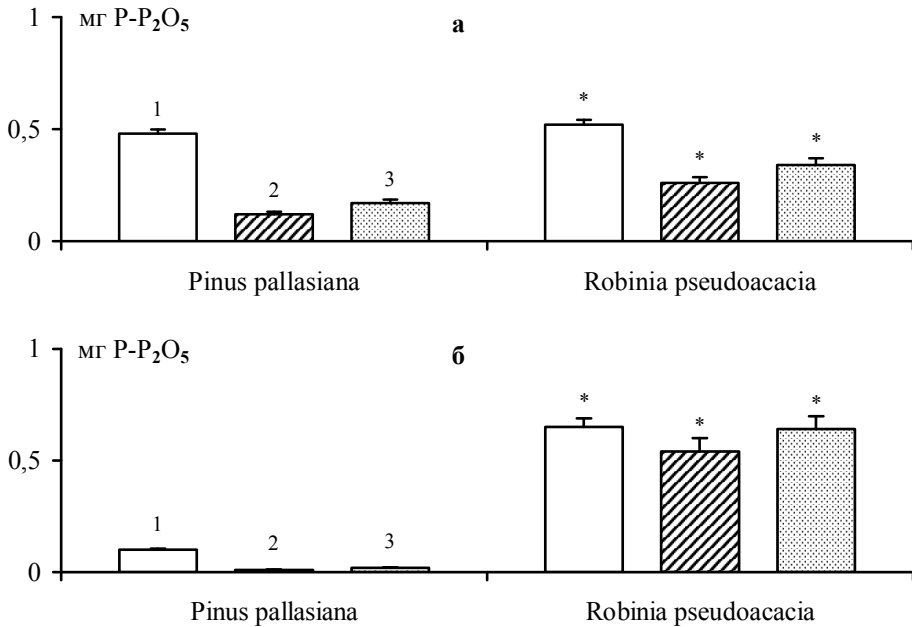 1 мг P-P₂O₅ а
*
1 *
0,5 *
3
2
0
Pinus pallasiana Robinia pseudoacacia
1 мг P-P₂O₅ б
* *
*
0,5
1 2 3
0
Pinus pallasiana Robinia pseudoacacia